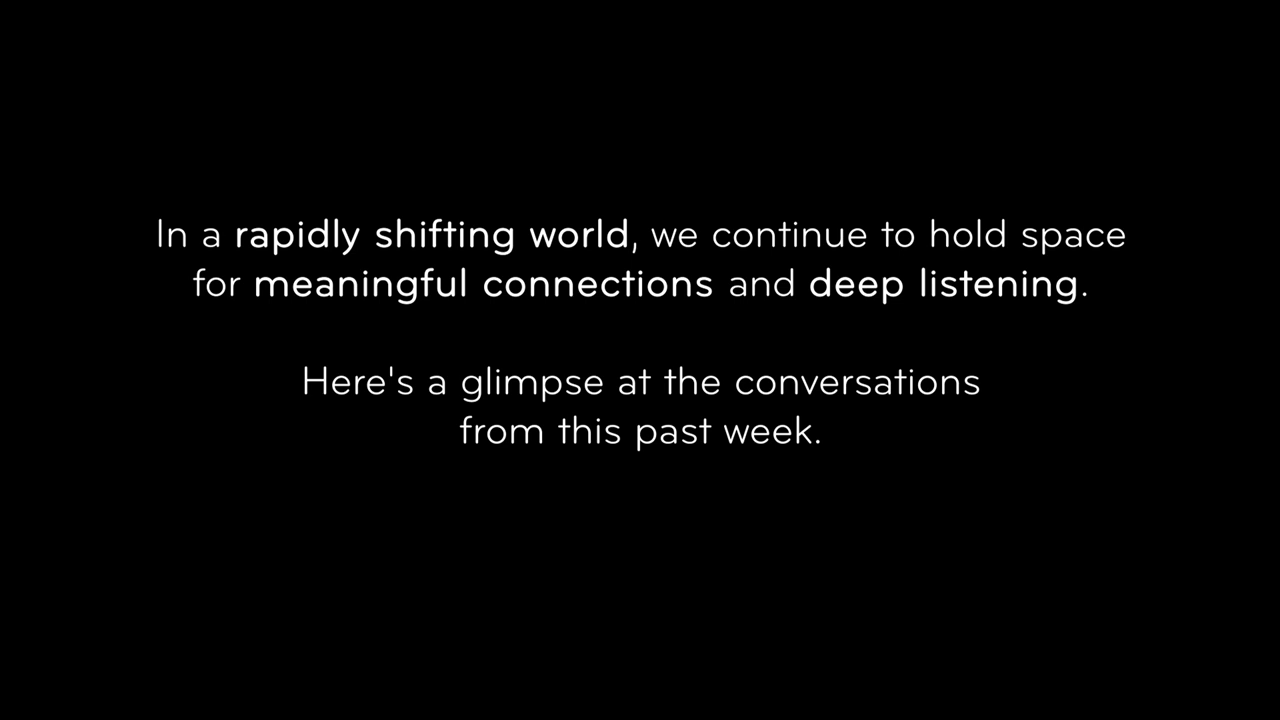 In a rapidly shifting world, we continue to hold space
for meaningful connections and deep listening.
Here's a glimpse at the conversations
from this past week.